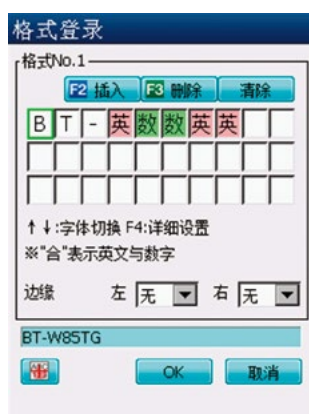 格式登录
格式No.1
F2 插入 F3 删除 清除
B T - 英 数 数 英 英
↑↓:字体切换 F4:详细设置
※"合"表示英文与数字
边缘 左 无 右 无
BT-W85TG
OK 取消